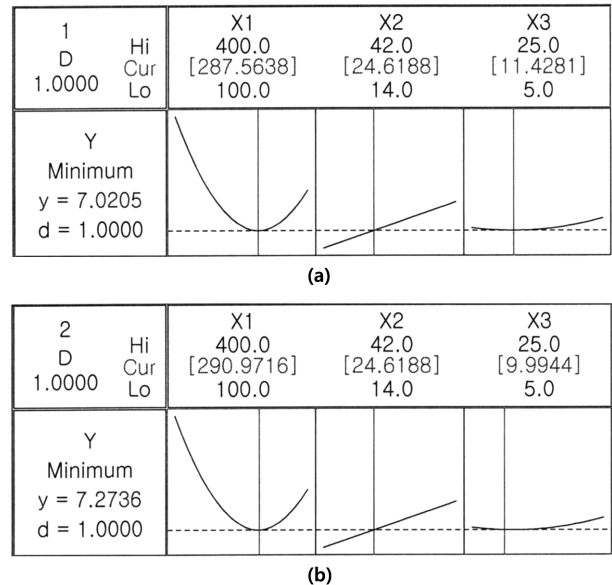 1
D
1.0000
Hi
Cur
Lo
X1
400.0
[287.5638]
100.0
X2
42.0
[24.6188]
14.0
X3
25.0
[11.4281]
5.0
Y
Minimum
y = 7.0205
d = 1.0000
(a)
2
D
1.0000
Hi
Cur
Lo
X1
400.0
[290.9716]
100.0
X2
42.0
[24.6188]
14.0
X3
25.0
[9.9944]
5.0
Y
Minimum
y = 7.2736
d = 1.0000
(b)